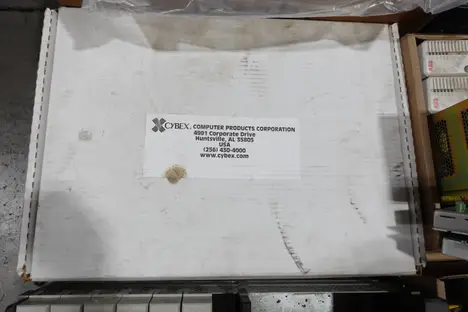 CYBEX. COMPUTER PRODUCTS CORPORATION
4991 Corporate Drive
Huntsville, AL 35805
USA
(256) 430-4000
www.cybex.com